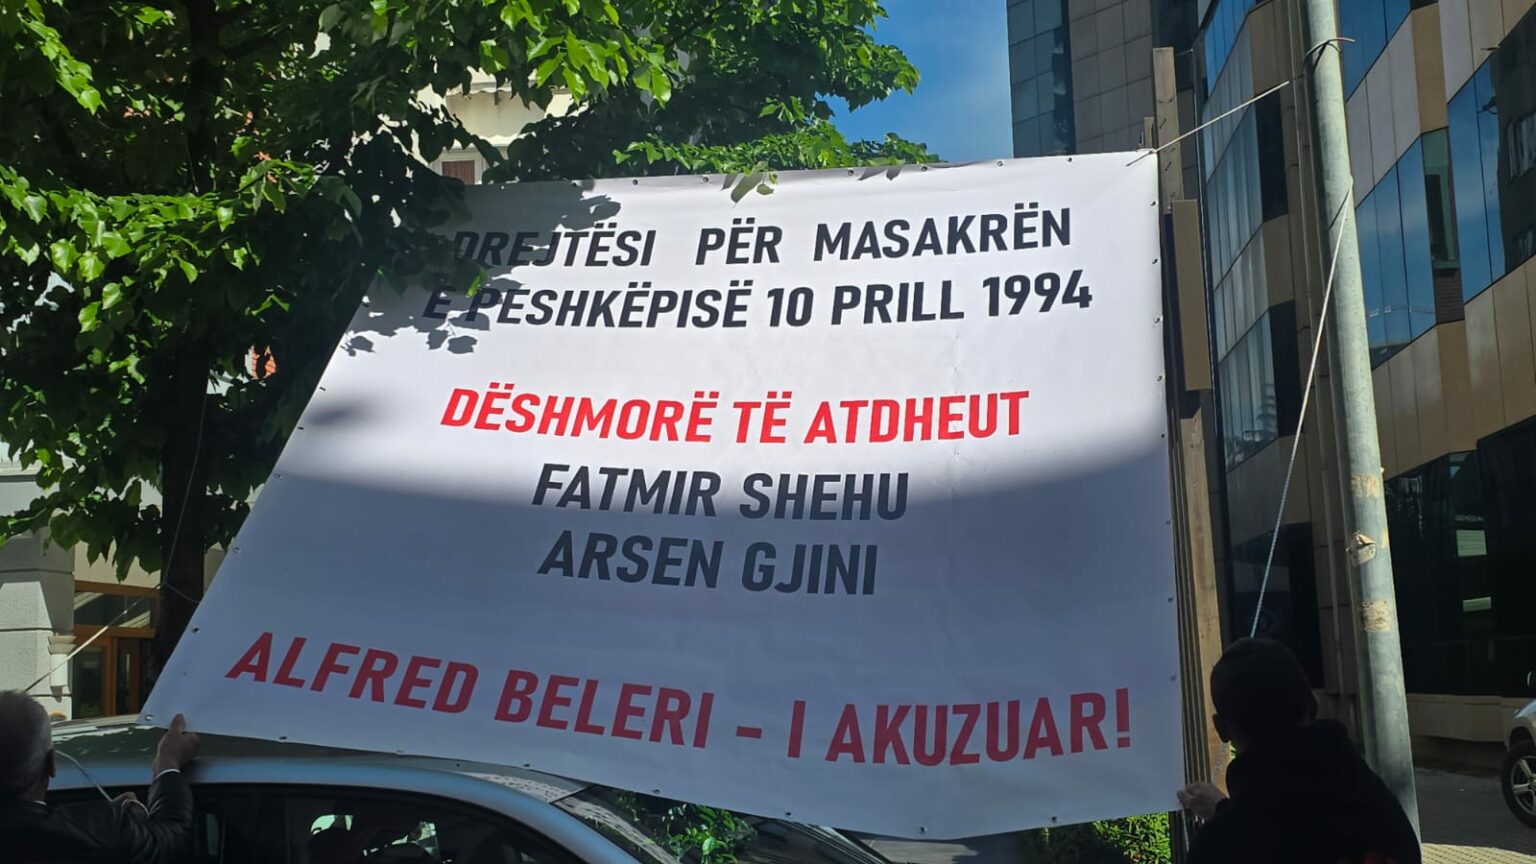 DREJTËSI PËR MASAKRËN
E PESHKËPISË 10 PRILL 1994
DËSHMORË TË ATDHEUT
FATMIR SHEHU
ARSEN GJINI
ALFRED BELERI - I AKUZUAR!